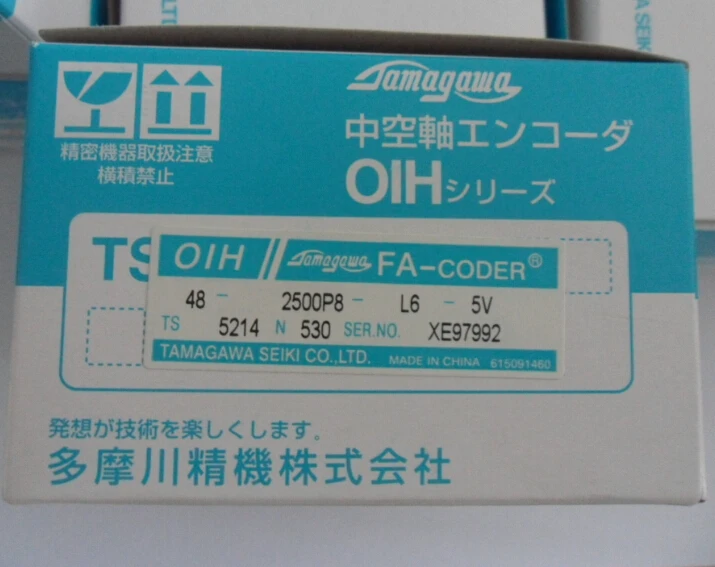 Tamagawa
中空軸エンコーダ
OIHシリーズ
精密機器取扱注意
横積禁止
TS
OIH // Tamagawa FA-CODER®
48 - 2500P8 - L6 - 5V
TS 5214 N 530 SER.NO. XE97992
TAMAGAWA SEIKI CO.,LTD. MADE IN CHINA 615091460
発想が技術を楽しくします。
多摩川精機株式会社
A SEIKI